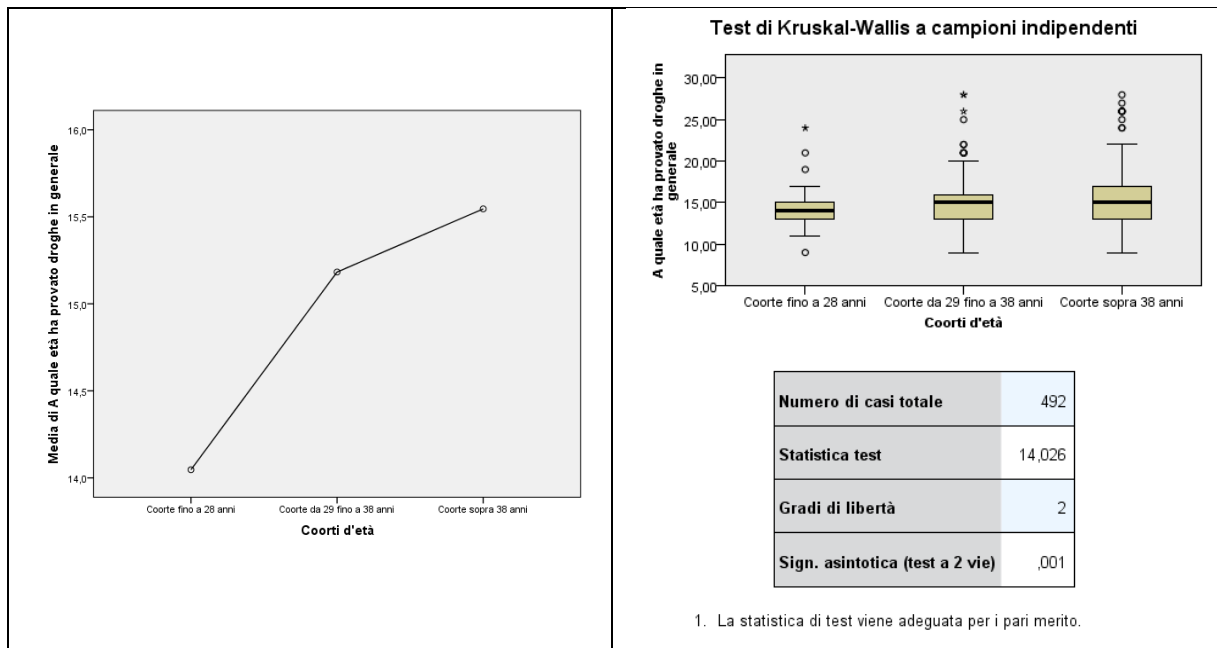 16,0
15,5
15,0
14,5
14,0
Media di A quale età ha provato droghe in generale
Coorte fino a 28 anni
Coorte da 29 fino a 38 anni
Coorte sopra 38 anni
Coorti d'età
Test di Kruskal-Wallis a campioni indipendenti
30,00
25,00
20,00
15,00
10,00
5,00
A quale età ha provato droghe in
generale
Coorte fino a 28 anni
Coorte da 29 fino a 38 anni
Coorte sopra 38 anni
Coorti d'età
Numero di casi totale 492
Statistica test 14,026
Gradi di libertà 2
Sign. asintotica (test a 2 vie) ,001
1. La statistica di test viene adeguata per i pari merito.